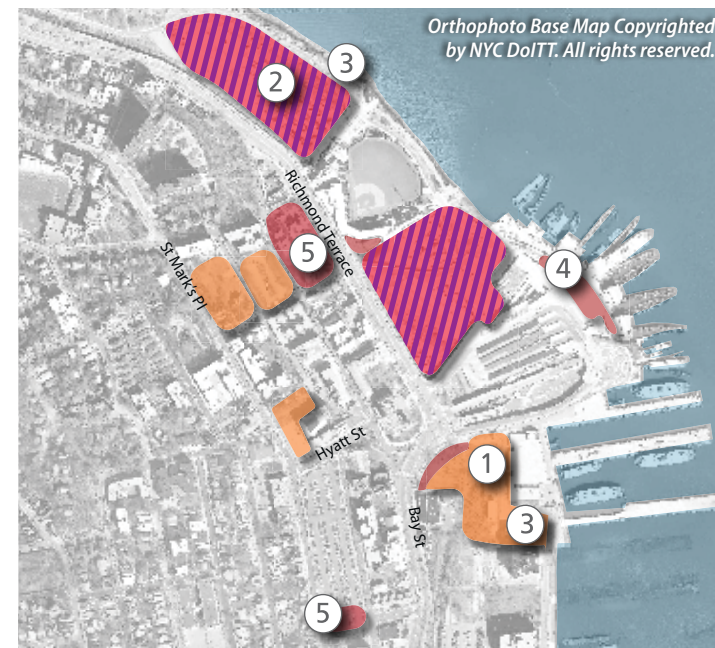 Orthophoto Base Map Copyrighted
by NYC DoITT. All rights reserved.
3
2
Richmond Terrace
5
St Mark's Pl
4
Hyatt St
1
Bay St
3
5